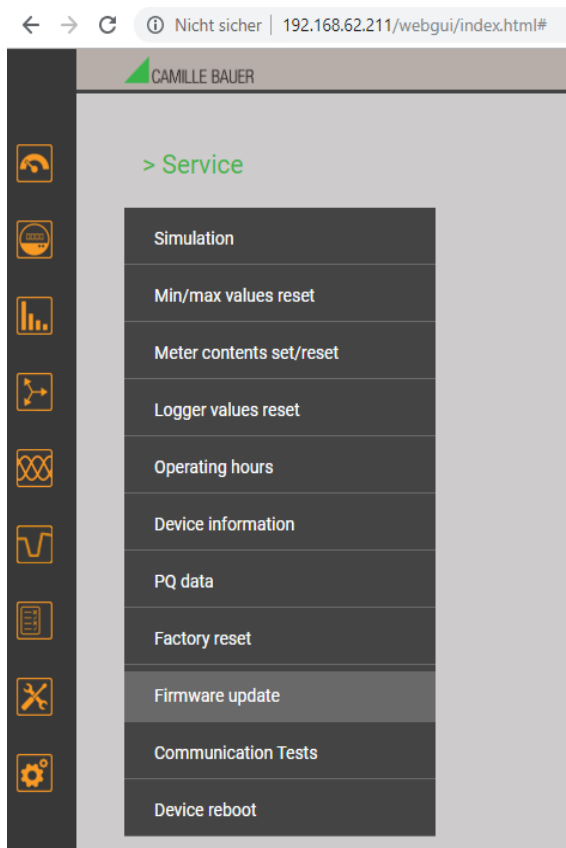 Nicht sicher | 192.168.62.211/webgui/index.html#
CAMILLE BAUER
> Service
Simulation
Min/max values reset
Meter contents set/reset
Logger values reset
Operating hours
Device information
PQ data
Factory reset
Firmware update
Communication Tests
Device reboot